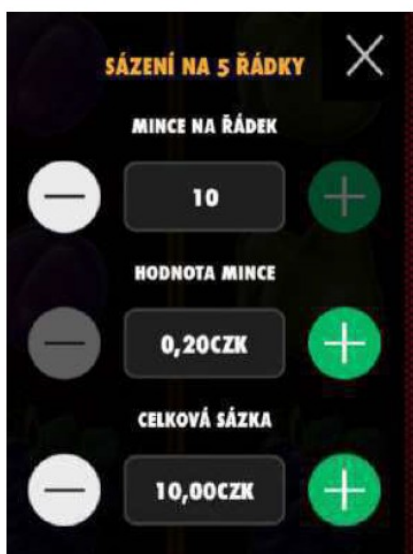 SÁZENÍ NA 5 ŘÁDKY
MINCE NA ŘÁDEK
10
HODNOTA MINCE
0,20CZK
CELKOVÁ SÁZKA
10,00CZK